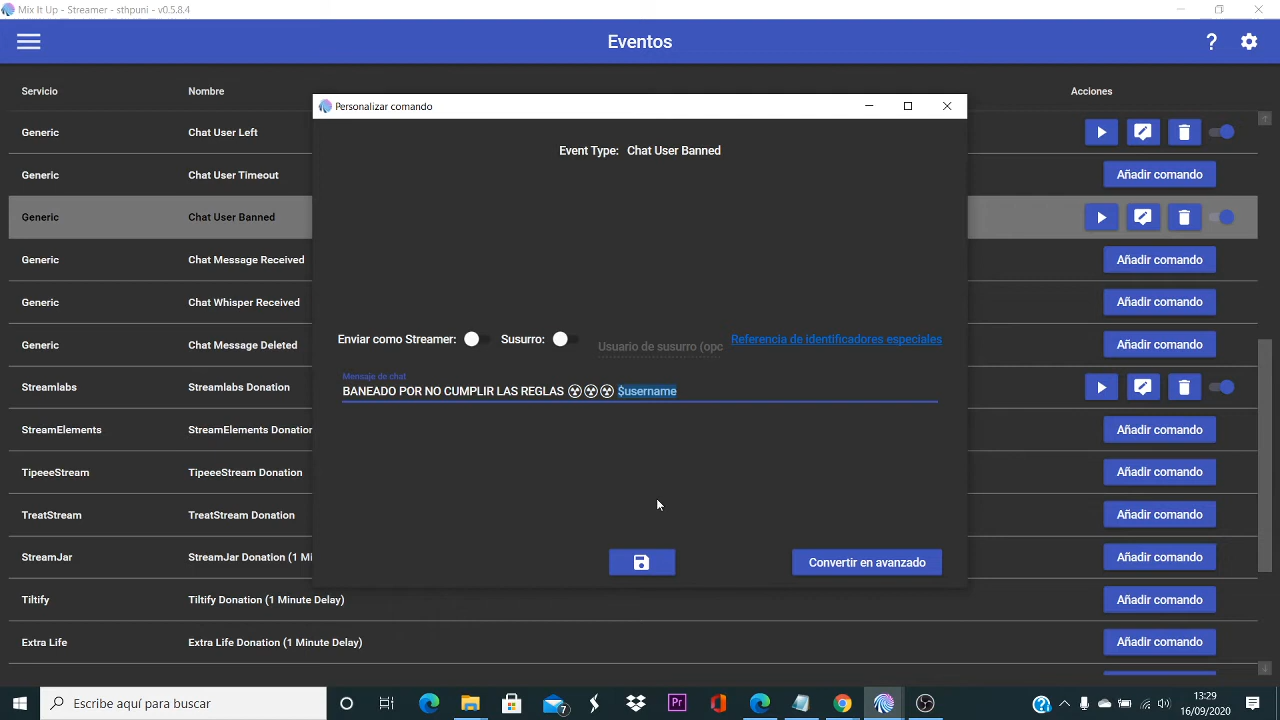 Mix It Up - Streamer - sthpuni - v0.5.8.4
Eventos
?
Servicio Nombre Acciones
Personalizar comando
Generic Chat User Left
Event Type: Chat User Banned
Generic Chat User Timeout Añadir comando
Generic Chat User Banned
Generic Chat Message Received Añadir comando
Generic Chat Whisper Received Añadir comando
Enviar como Streamer: Susurro: Usuario de susurro (opc Referencia de identificadores especiales
Generic Chat Message Deleted Añadir comando
Mensaje de chat
BANEADO POR NO CUMPLIR LAS REGLAS ☢☢☢ $username
Streamlabs Streamlabs Donation
StreamElements StreamElements Donation Añadir comando
TipeeeStream TipeeeStream Donation Añadir comando
TreatStream TreatStream Donation Añadir comando
StreamJar StreamJar Donation (1 Mi Añadir comando
Convertir en avanzado
Tiltify Tiltify Donation (1 Minute Delay) Añadir comando
Extra Life Extra Life Donation (1 Minute Delay) Añadir comando
Escribe aquí para buscar
7
Pr
13:29
16/09/2020